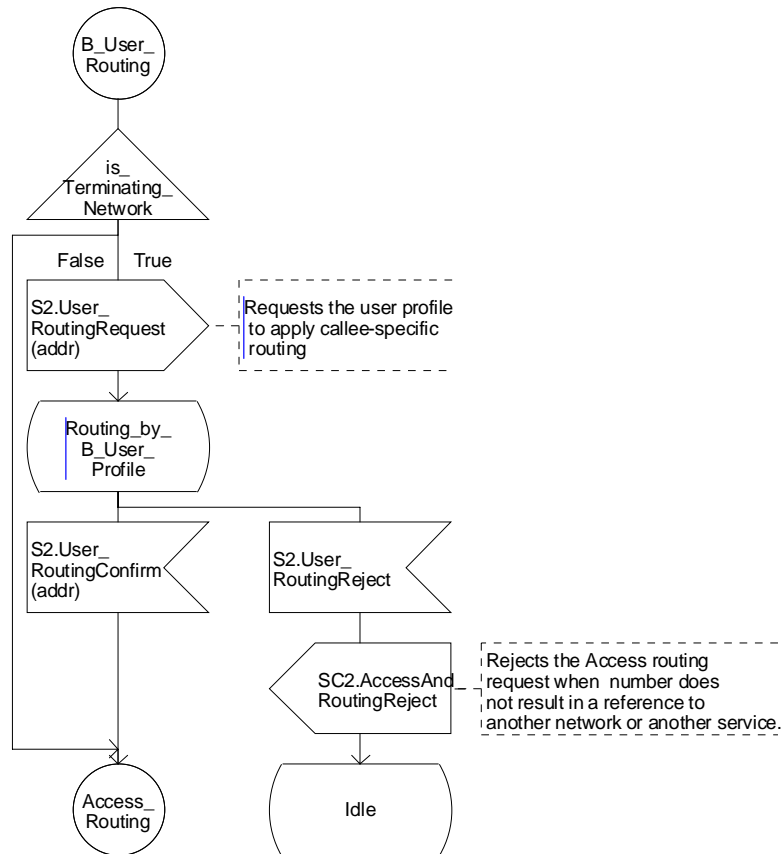 B_User_
Routing
is_
Terminating_
Network
False
True
S2.User_
RoutingRequest
(addr)
Requests the user profile
to apply callee-specific
routing
Routing_by_
B_User_
Profile
S2.User_
RoutingConfirm
(addr)
S2.User_
RoutingReject
SC2.AccessAnd_
RoutingReject
Rejects the Access routing
request when number does
not result in a reference to
another network or another service.
Access_
Routing
Idle